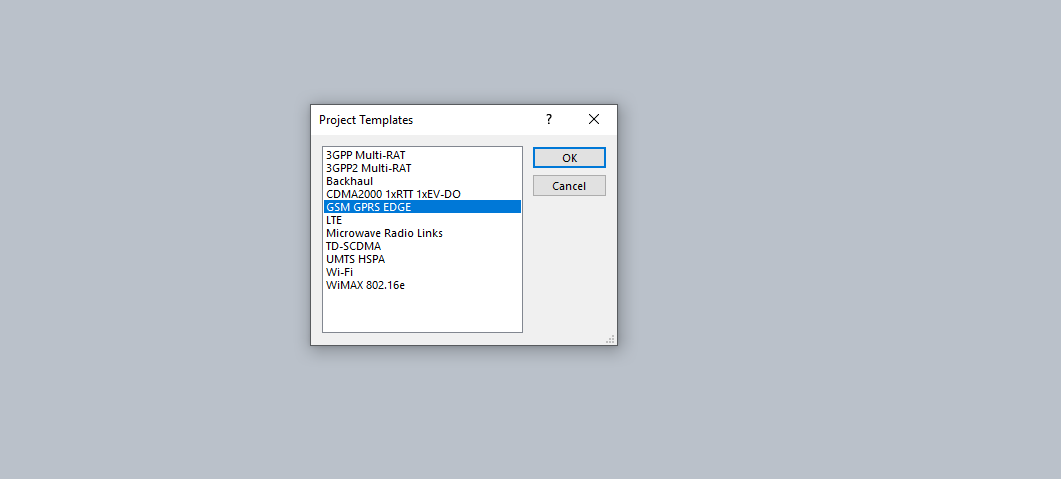 Project Templates
?
3GPP Multi-RAT
3GPP2 Multi-RAT
Backhaul
CDMA2000 1xRTT 1xEV-DO
GSM GPRS EDGE
LTE
Microwave Radio Links
TD-SCDMA
UMTS HSPA
Wi-Fi
WiMAX 802.16e
OK
Cancel